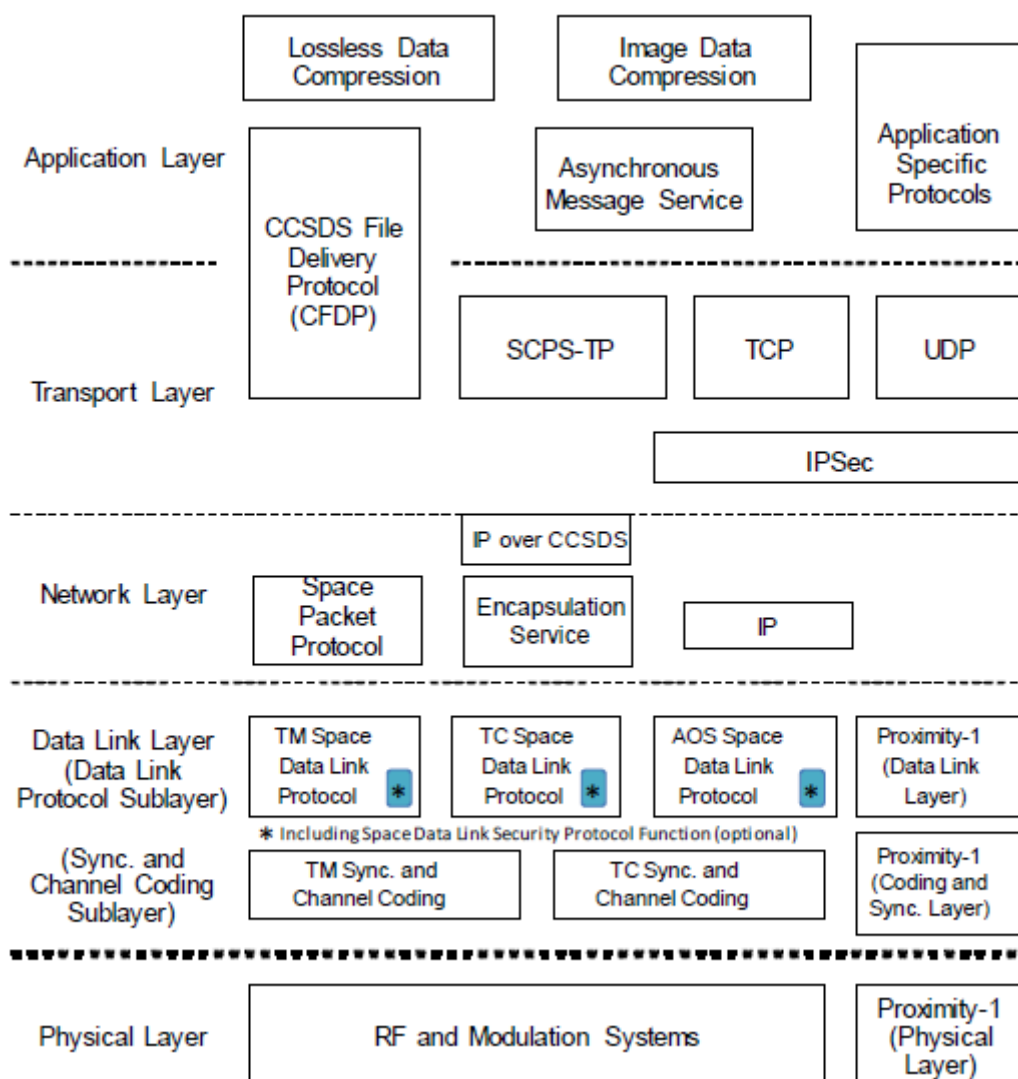 Lossless Data
Compression
Image Data
Compression
Application Layer
Application
Specific
Protocols
Asynchronous
Message Service
CCSDS File
Delivery
Protocol
(CFDP)
Transport Layer
SCPS-TP
TCP
UDP
IPSec
Network Layer
IP over CCSDS
Space
Packet
Protocol
Encapsulation
Service
IP
Data Link Layer
(Data Link
Protocol Sublayer)
TM Space
Data Link
Protocol *
TC Space
Data Link
Protocol *
AOS Space
Data Link
Protocol *
Proximity-1
(Data Link
Layer)
* Including Space Data Link Security Protocol Function (optional)
(Sync. and
Channel Coding
Sublayer)
TM Sync. and
Channel Coding
TC Sync. and
Channel Coding
Proximity-1
(Coding and
Sync. Layer)
Physical Layer
RF and Modulation Systems
Proximity-1
(Physical
Layer)